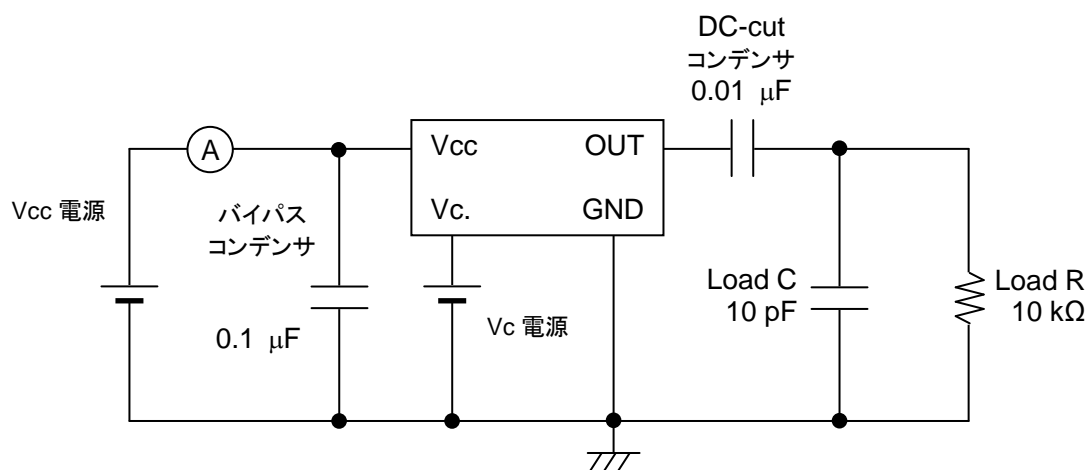 DC-cut
コンデンサ
0.01 μF
A
Vcc
OUT
Vc.
GND
Vcc 電源
バイパス
コンデンサ
0.1 μF
Vc 電源
Load C
10 pF
Load R
10 kΩ